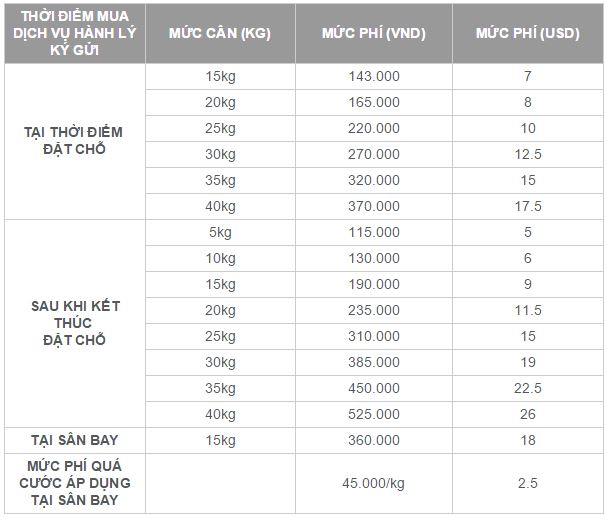 THỜI ĐIỂM MUA
DỊCH VỤ HÀNH LÝ
KÝ GỬI
MỨC CÂN (KG)
MỨC PHÍ (VND)
MỨC PHÍ (USD)
TẠI THỜI ĐIỂM
ĐẶT CHỖ
15kg 143.000 7
20kg 165.000 8
25kg 220.000 10
30kg 270.000 12.5
35kg 320.000 15
40kg 370.000 17.5
SAU KHI KẾT
THÚC
ĐẶT CHỖ
5kg 115.000 5
10kg 130.000 6
15kg 190.000 9
20kg 235.000 11.5
25kg 310.000 15
30kg 385.000 19
35kg 450.000 22.5
40kg 525.000 26
TẠI SÂN BAY 15kg 360.000 18
MỨC PHÍ QUÁ
CƯỚC ÁP DỤNG
TẠI SÂN BAY
45.000/kg 2.5